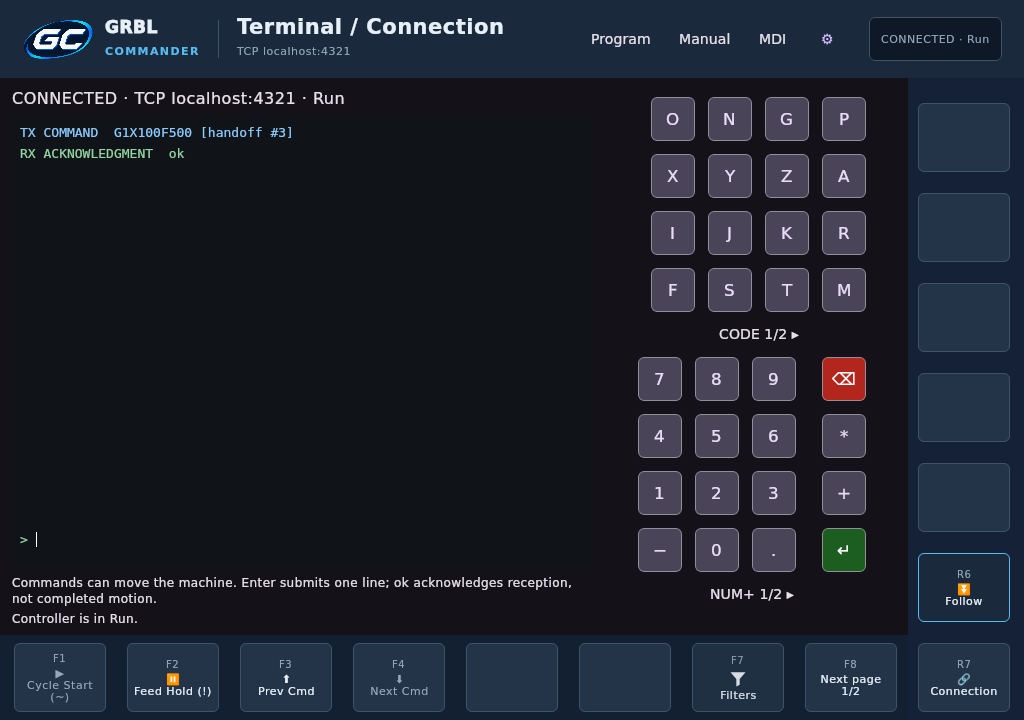 GC
GRBL
COMMANDER
Terminal / Connection
TCP localhost:4321
Program
Manual
MDI
⚙
CONNECTED · Run
CONNECTED · TCP localhost:4321 · Run
TX COMMAND  G1X100F500 [handoff #3]
RX ACKNOWLEDGMENT  ok
>
Commands can move the machine. Enter submits one line; ok acknowledges reception,
not completed motion.
Controller is in Run.
O N G P
X Y Z A
I J K R
F S T M
CODE 1/2 ▸
7 8 9 ⌫
4 5 6 *
1 2 3 +
− 0 . ↵
NUM+ 1/2 ▸
R6
⏬
Follow
F1
▶
Cycle Start
(~)
F2
⏸
Feed Hold (!)
F3
⬆
Prev Cmd
F4
⬇
Next Cmd
F7
Filters
F8
Next page
1/2
R7
🔗
Connection